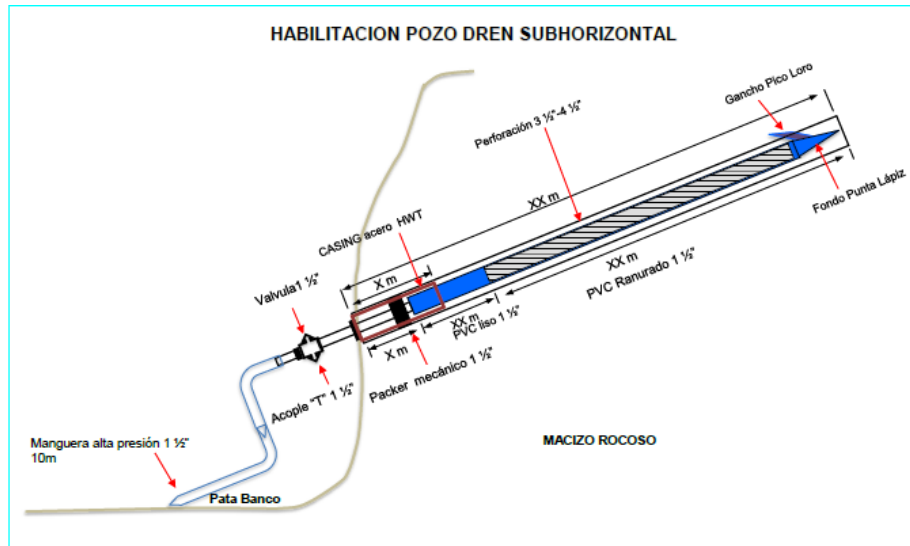 HABILITACION POZO DREN SUBHORIZONTAL
Gancho Pico Loro
Perforación 3 ½"-4 ½"
XX m
Fondo Punta Lápiz
CASING acero HWT
XX m
PVC Ranurado 1 ½"
X m
Valvula1 ½"
XX m
PVC liso 1 ½"
X m
Packer mecánico 1 ½"
Acople "T" 1 ½"
Manguera alta presión 1 ½"
10m
MACIZO ROCOSO
Pata Banco